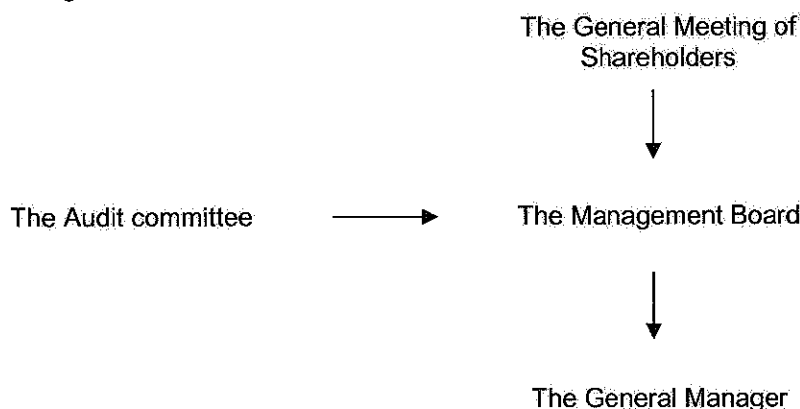 The General Meeting of
Shareholders
The Audit committee
The Management Board
The General Manager